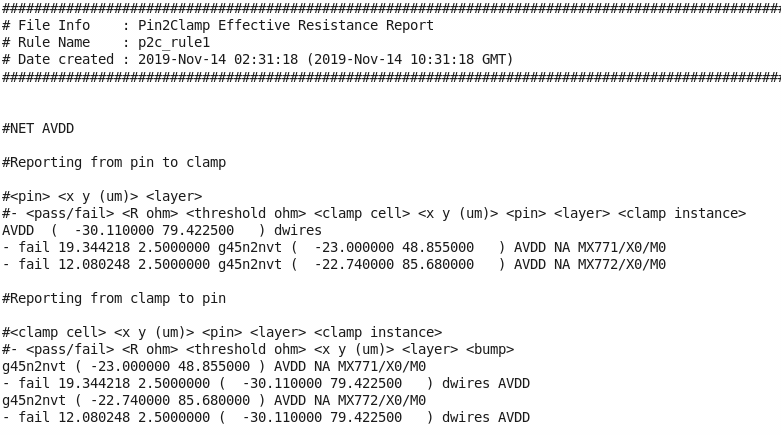 ####################################################################################################
# File Info    : Pin2Clamp Effective Resistance Report
# Rule Name    : p2c_rule1
# Date created : 2019-Nov-14 02:31:18 (2019-Nov-14 10:31:18 GMT)
####################################################################################################
#NET AVDD
#Reporting from pin to clamp
#<pin> <x y (um)> <layer>
#- <pass/fail> <R ohm> <threshold ohm> <clamp cell> <x y (um)> <pin> <layer> <clamp instance>
AVDD  (  -30.110000 79.422500   ) dwires
- fail 19.344218 2.5000000 g45n2nvt (  -23.000000 48.855000   ) AVDD NA MX771/X0/M0
- fail 12.080248 2.5000000 g45n2nvt (  -22.740000 85.680000   ) AVDD NA MX772/X0/M0
#Reporting from clamp to pin
#<clamp cell> <x y (um)> <pin> <layer> <clamp instance>
#- <pass/fail> <R ohm> <threshold ohm> <x y (um)> <layer> <bump>
g45n2nvt ( -23.000000 48.855000 ) AVDD NA MX771/X0/M0
- fail 19.344218 2.5000000 (  -30.110000 79.422500   ) dwires AVDD
g45n2nvt ( -22.740000 85.680000 ) AVDD NA MX772/X0/M0
- fail 12.080248 2.5000000 (  -30.110000 79.422500   ) dwires AVDD